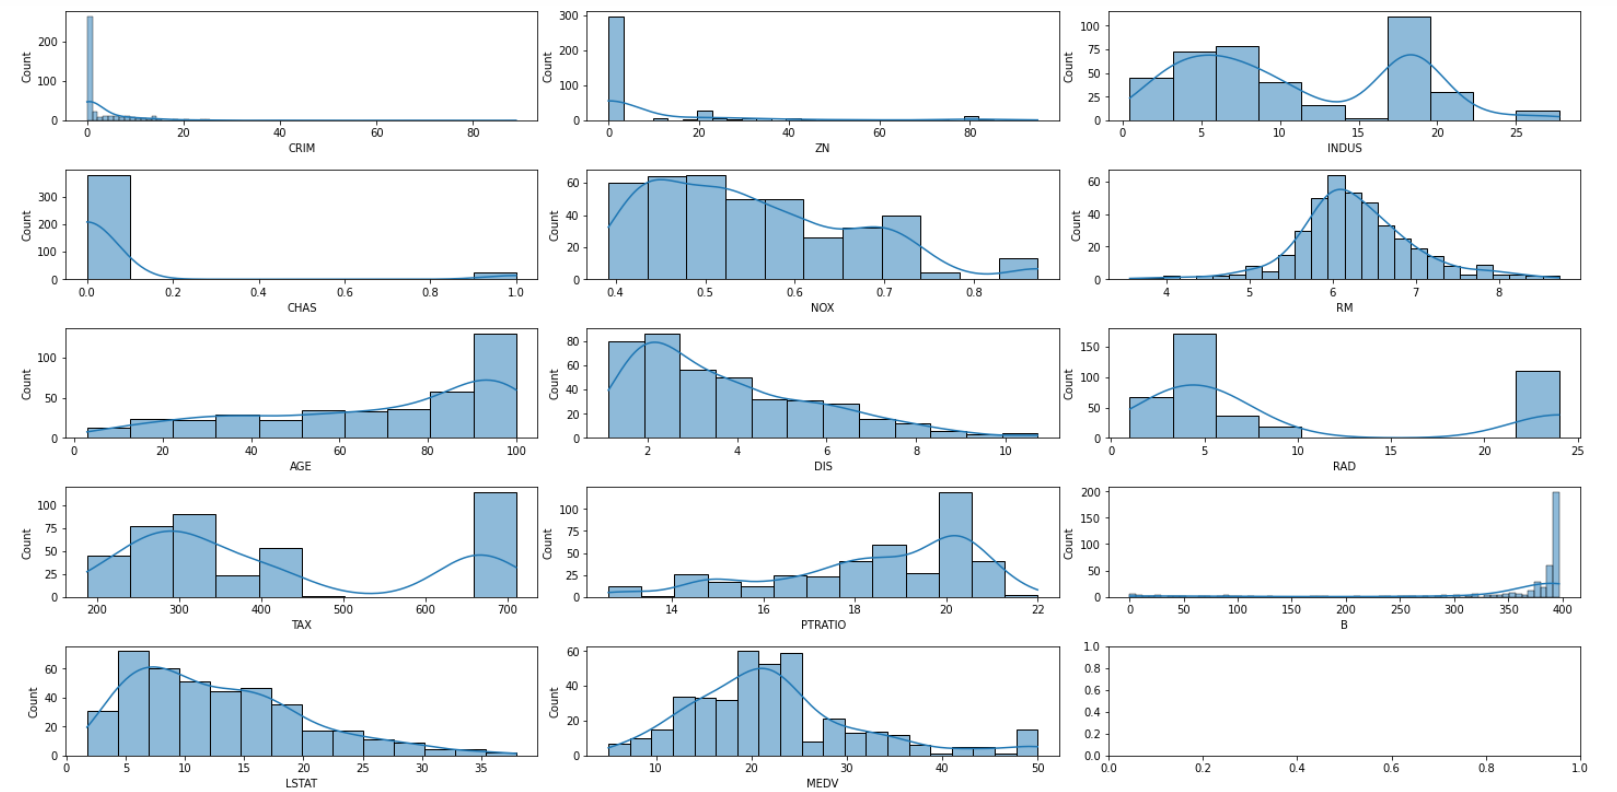 200
100
0
Count
0 20 40 60 80
CRIM
300
200
100
0
Count
0 20 40 60 80
ZN
100
75
50
25
0
Count
0 5 10 15 20 25
INDUS
300
200
100
0
Count
0.0 0.2 0.4 0.6 0.8 1.0
CHAS
60
40
20
0
Count
0.4 0.5 0.6 0.7 0.8
NOX
60
40
20
0
Count
4 5 6 7 8
RM
100
50
0
Count
0 20 40 60 80 100
AGE
80
60
40
20
0
Count
2 4 6 8 10
DIS
150
100
50
0
Count
0 5 10 15 20 25
RAD
100
75
50
25
0
Count
200 300 400 500 600 700
TAX
100
75
50
25
0
Count
14 16 18 20 22
PTRATIO
200
150
100
50
0
Count
0 50 100 150 200 250 300 350 400
B
60
40
20
0
Count
0 5 10 15 20 25 30 35
LSTAT
60
40
20
0
Count
10 20 30 40 50
MEDV
1.0
0.8
0.6
0.4
0.2
0.0
0.0 0.2 0.4 0.6 0.8 1.0